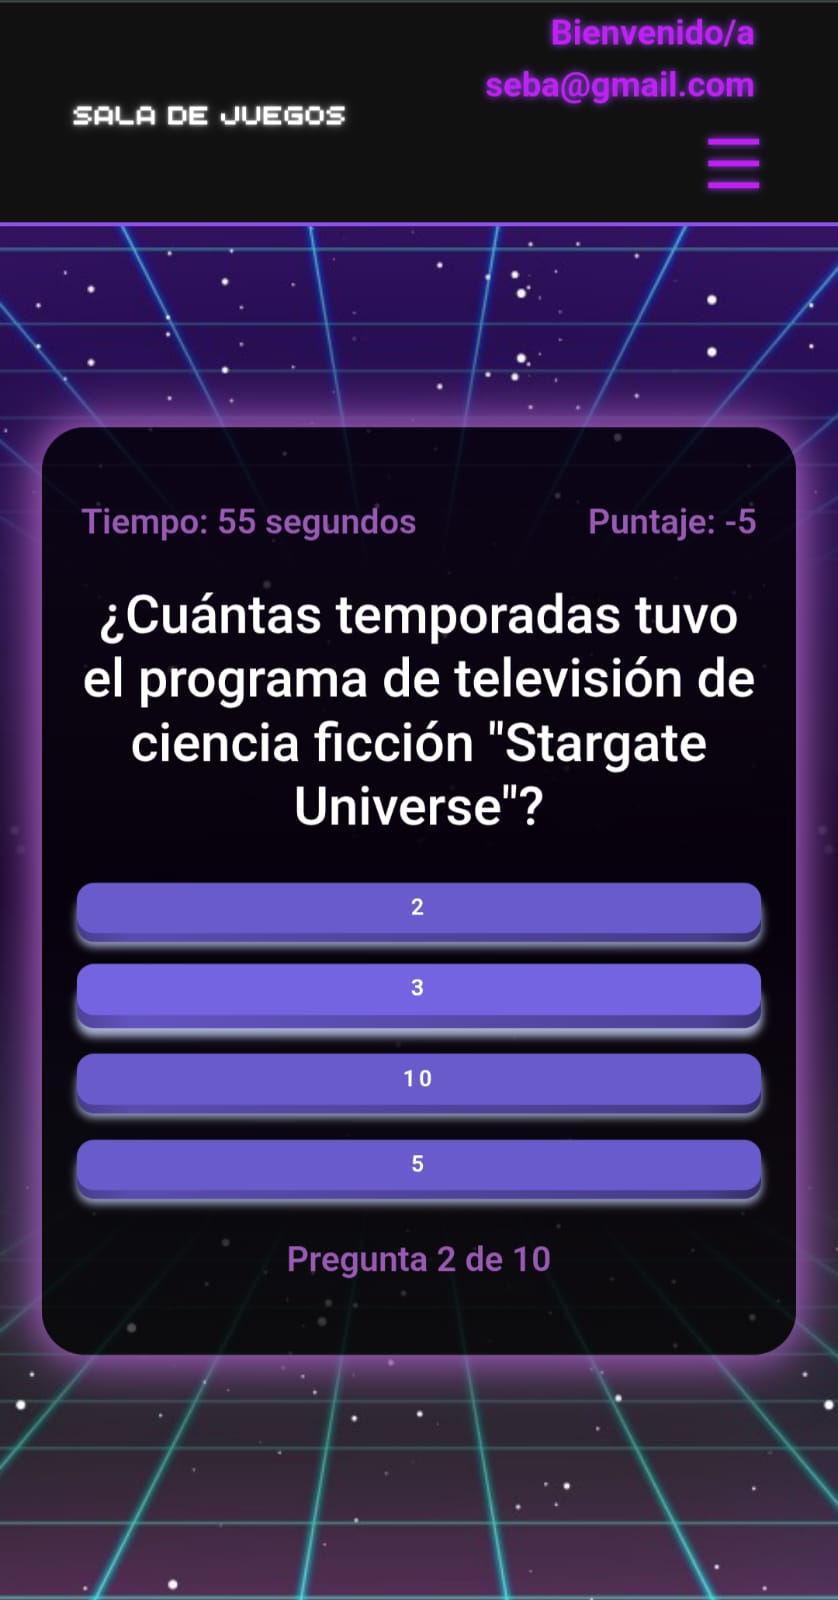 Bienvenido/a
seba@gmail.com
SALA DE JUEGOS
Tiempo: 55 segundos
Puntaje: -5
¿Cuántas temporadas tuvo
el programa de televisión de
ciencia ficción "Stargate
Universe"?
2
3
10
5
Pregunta 2 de 10